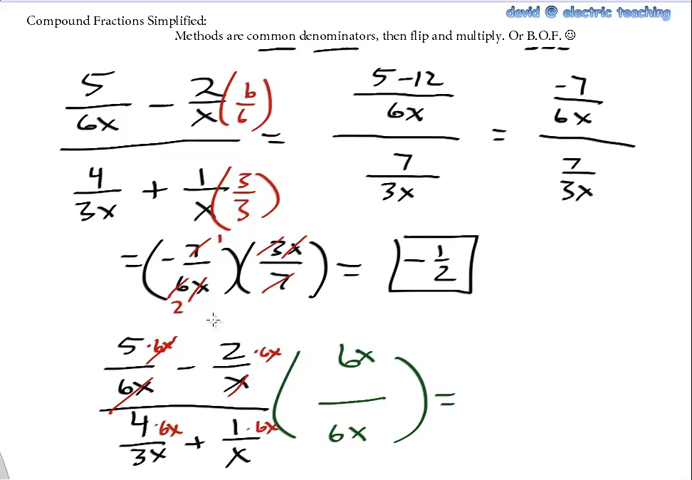 david @ electric teaching
Compound Fractions Simplified:
Methods are common denominators, then flip and multiply. Or B.O.F. ☺
5/6x − 2/x (6/6) / 4/3x + 1/x (3/3) = 5−12/6x / 7/3x = −7/6x / 7/3x
= (− 7/6x) (3x/7) = − 1/2
1
2
5·6x/6x − 2·6x/x / 4·6x/3x + 1·6x/x (6x/6x) =